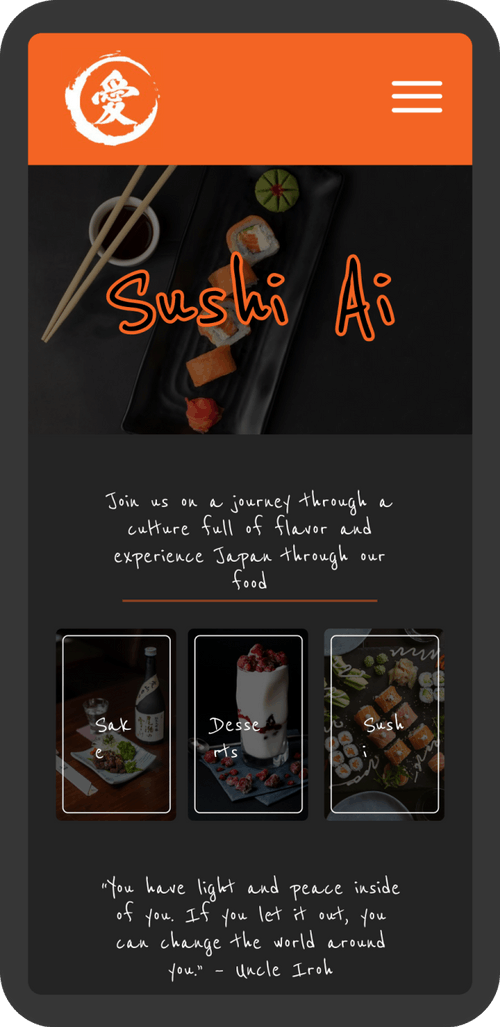 愛
Sushi Ai
Join us on a journey through a
culture full of flavor and
experience Japan through our
food
Sak
e
Desse
rts
Sush
i
"You have light and peace inside
of you. If you let it out, you
can change the world around
you." - Uncle Iroh